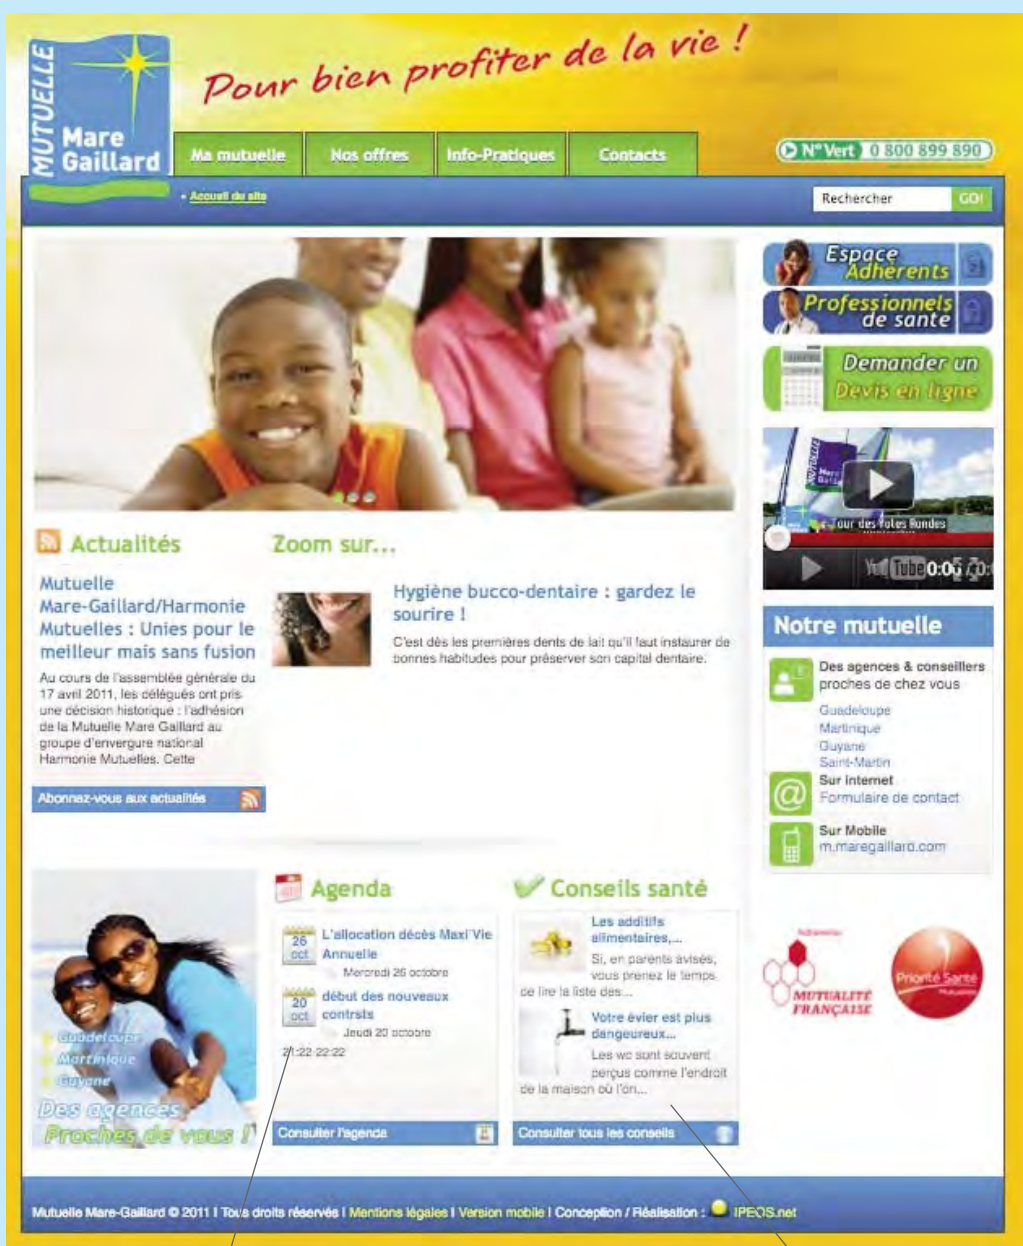 Pour bien profiter de la vie !
MUTUELLE
Mare
Gaillard
Ma mutuelle
Nos offres
Info-Pratiques
Contacts
N° Vert 0 800 899 890
• Accueil du site
Rechercher
GO!
Espace
Adhérents
Professionnels
de santé
Demander un
Devis en ligne
Tour des Yoles Rondes
YouTube 0:00 / 0:
Actualités
Mutuelle
Mare-Gaillard/Harmonie
Mutuelles : Unies pour le
meilleur mais sans fusion
Au cours de l'assemblée générale du
17 avril 2011, les délégués ont pris
une décision historique : l'adhésion
de la Mutuelle Mare Gaillard au
groupe d'envergure national
Harmonie Mutuelles. Cette
Abonnez-vous aux actualités
Zoom sur...
Hygiène bucco-dentaire : gardez le
sourire !
C'est dès les premières dents de lait qu'il faut instaurer de
bonnes habitudes pour préserver son capital dentaire.
Notre mutuelle
Des agences & conseillers
proches de chez vous
Guadeloupe
Martinique
Guyane
Saint-Martin
Sur Internet
Formulaire de contact
Sur Mobile
m.maregaillard.com
Guadeloupe
Martinique
Guyane
Des agences
Proches de vous !
Agenda
26
oct
L'allocation décès Maxi'Vie
Annuelle
Mercredi 26 octobre
20
oct
début des nouveaux
contrsts
Jeudi 20 octobre
21:22-22:22
Consulter l'agenda
Conseils santé
Les additifs
alimentaires,...
Si, en parents avisés,
vous prenez le temps
de lire la liste des...
Votre évier est plus
dangeureux...
Les wc sont souvent
perçus comme l'endroit
de la maison où l'on...
Consulter tous les conseils
MUTUALITÉ
FRANÇAISE
Priorité Santé
Mutualiste
Mutuelle Mare-Gaillard © 2011 I Tous droits réservés I Mentions légales I Version mobile I Conception / Réalisation : IPEOS.net